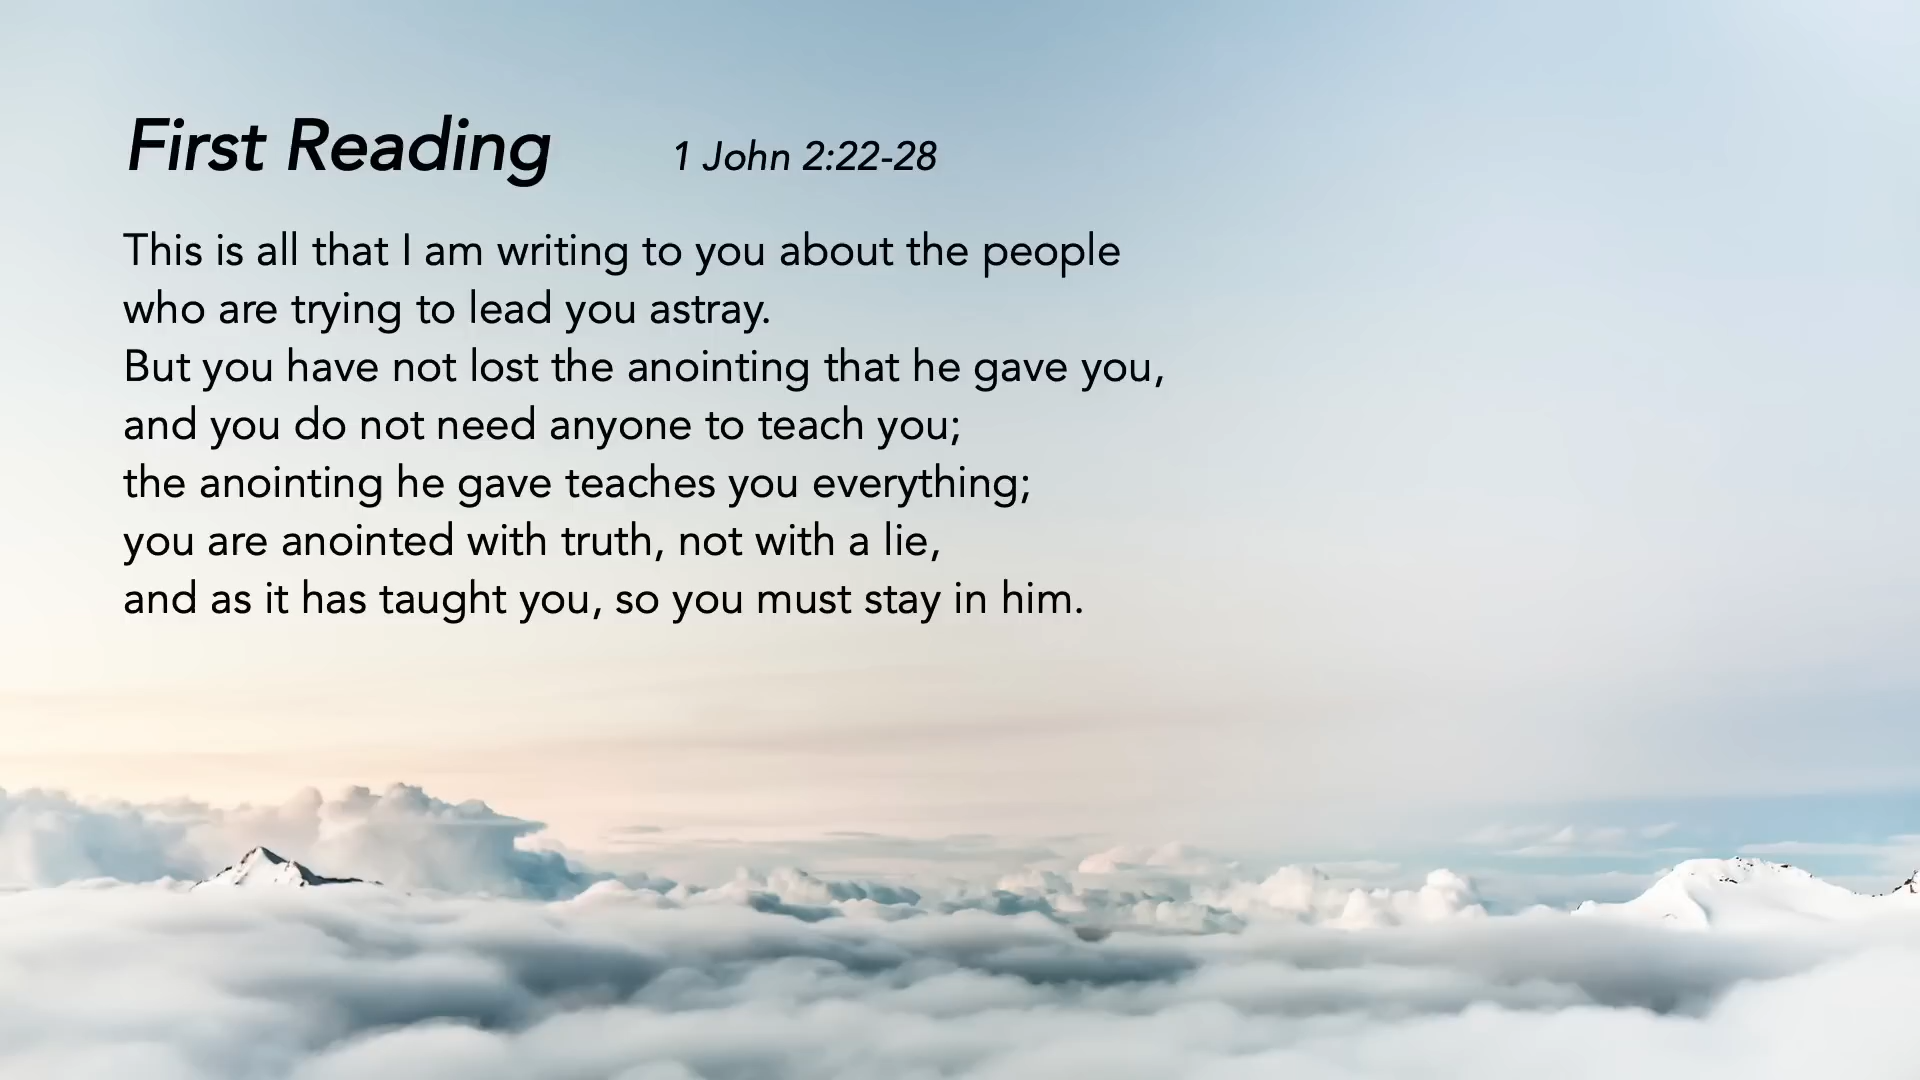 First Reading 1 John 2:22-28
This is all that I am writing to you about the people
who are trying to lead you astray.
But you have not lost the anointing that he gave you,
and you do not need anyone to teach you;
the anointing he gave teaches you everything;
you are anointed with truth, not with a lie,
and as it has taught you, so you must stay in him.